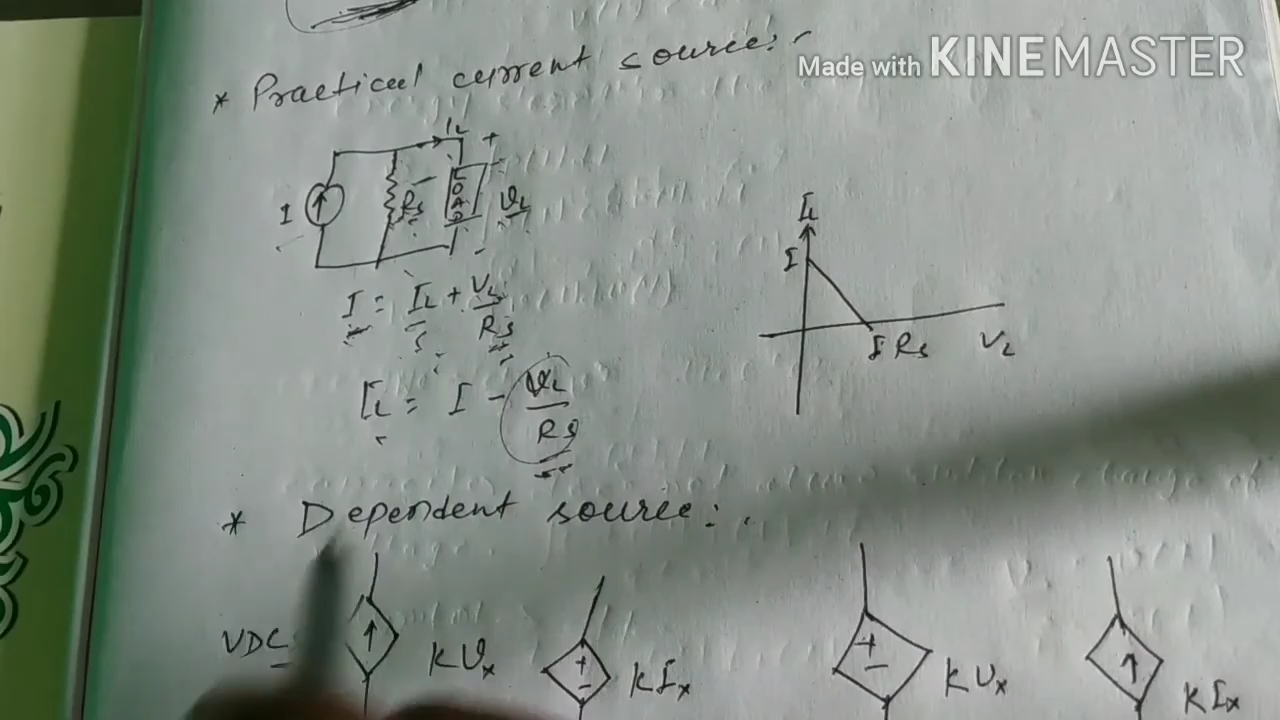 Made with KINEMASTER
* Practical current source:-
I
IL
+
Rs
LOAD
VL
-
I = IL + VL/Rs
IL = I - VL/Rs
IL
I
IRs
VL
* Dependent source:-
VDC
KVx
+
-
KIx
+
-
KVx
KIx